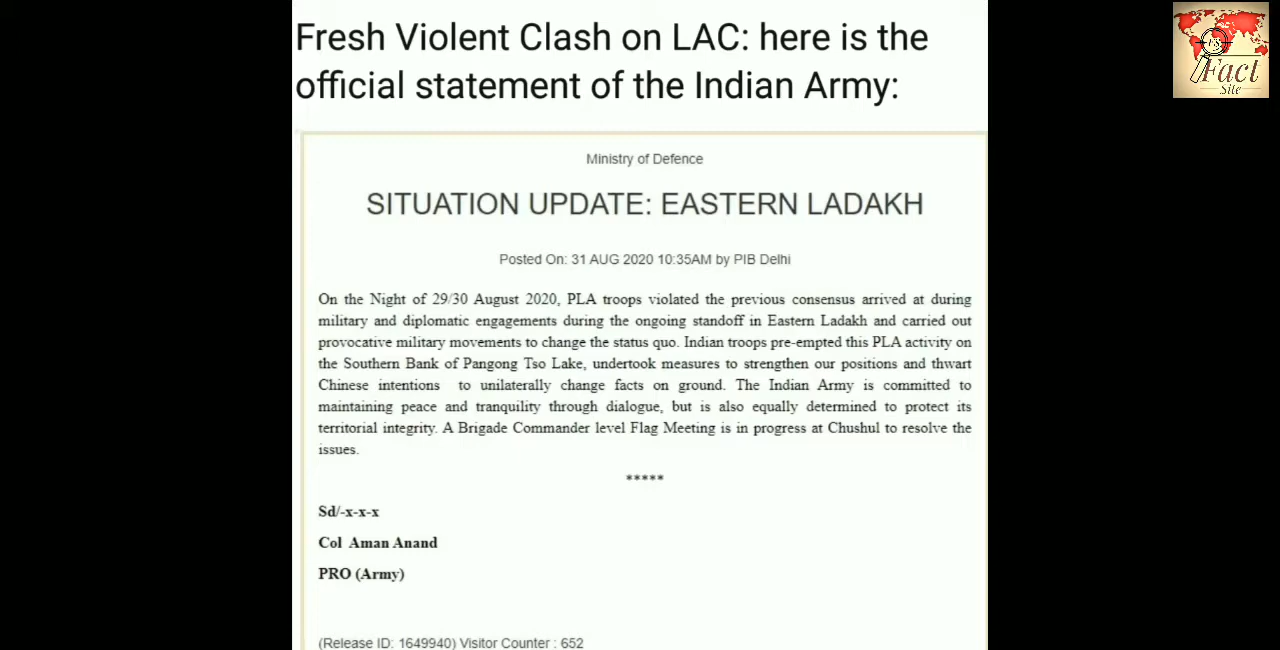 Fresh Violent Clash on LAC: here is the
official statement of the Indian Army:
Fact
Site
Ministry of Defence
SITUATION UPDATE: EASTERN LADAKH
Posted On: 31 AUG 2020 10:35AM by PIB Delhi
On the Night of 29/30 August 2020, PLA troops violated the previous consensus arrived at during
military and diplomatic engagements during the ongoing standoff in Eastern Ladakh and carried out
provocative military movements to change the status quo. Indian troops pre-empted this PLA activity on
the Southern Bank of Pangong Tso Lake, undertook measures to strengthen our positions and thwart
Chinese intentions to unilaterally change facts on ground. The Indian Army is committed to
maintaining peace and tranquility through dialogue, but is also equally determined to protect its
territorial integrity. A Brigade Commander level Flag Meeting is in progress at Chushul to resolve the
issues.
*****
Sd/-x-x-x
Col Aman Anand
PRO (Army)
(Release ID: 1649940) Visitor Counter : 652